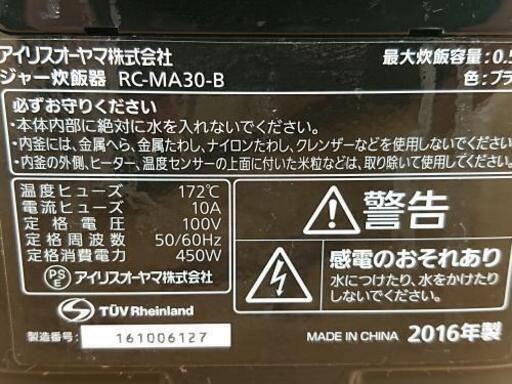 アイリスオーヤマ株式会社
ジャー炊飯器 RC-MA30-B
最大炊飯容量:0.5
色:ブラ
必ずお守りください
・本体内部に絶対に水を入れないでください。
・内釜には、金属へら、金属たわし、ナイロンたわし、クレンザーなどを使用しないでください。
・内釜の外側、ヒーター、温度センサーの上面に付いた米粒などは、取り除いて使用してください。
温度ヒューズ 172℃
電流ヒューズ 10A
定格電圧 100V
定格周波数 50/60Hz
定格消費電力 450W
PSE アイリスオーヤマ株式会社
TÜVRheinland
製造番号: 161006127
警告
感電のおそれあり
水につけたり、水をかけたり
しないでください。
MADE IN CHINA 2016年製